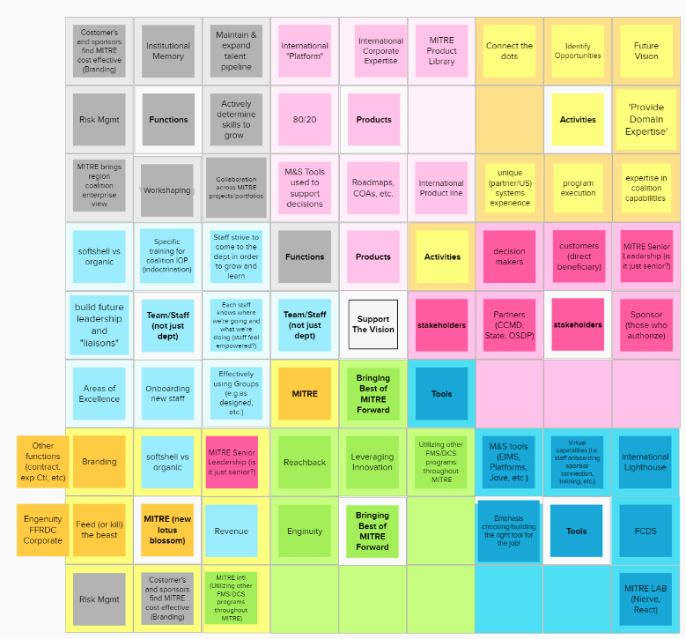 Costomer's and sponsors find MITRE cost effective (Branding)
Institutional Memory
Maintain & expand talent pipeline
International "Platform"
International Corporate Expertise
MITRE Product Library
Connect the dots
Identify Opportunities
Future Vision
Risk Mgmt
Functions
Actively determine skills to grow
80/20
Products
Activities
'Provide Domain Expertise'
MITRE brings region coalition enterprise view
Workshaping
Collaboration across MITRE projects/portfolios
M&S Tools used to support decisions
Roadmaps, COAs, etc.
International Product line
unique (partner/US) systems experience
program execution
expertise in coalition capabilities
softshell vs organic
Specific training for coalition IOP (indoctrination)
Staff strive to come to the dept in order to grow and learn
Functions
Products
Activities
decision makers
customers (direct beneficiary)
MITRE Senior Leadership (is it just senior?)
build future leadership and "liaisons"
Team/Staff (not just dept)
Each staff knows where we're going and what we're doing (staff feel empowered?)
Team/Staff (not just dept)
Support The Vision
stakeholders
Partners (CCMD, State, OSDP)
stakeholders
Sponsor (those who authorize)
Areas of Excellence
Onboarding new staff
Effectively using Groups (e.g.as designed, etc.)
MITRE
Bringing Best of MITRE Forward
Tools
Other functions (contract, exp Ctl, etc)
Branding
softshell vs organic
MITRE Senior Leadership (is it just senior?)
Reachback
Leveraging Innovation
Utilizing other FMS/DCS programs throughout MITRE
M&S tools (EIMS, Platforms, Jove, etc.)
Virtual capabilities (i.e. staff onboarding sponsor connection, training, etc.)
International Lighthouse
Engenuity FFRDC Corporate
Feed (or kill) the beast
MITRE (new lotus blossom)
Revenue
Enginuity
Bringing Best of MITRE Forward
Emphesis choosing/building the right tool for the job!
Tools
FCDS
Risk Mgmt
Costomer's and sponsors find MITRE cost effective (Branding)
MITRE Intl (Utilizing other FMS/DCS programs throughout MITRE)
MITRE LAB (Nierve, React)